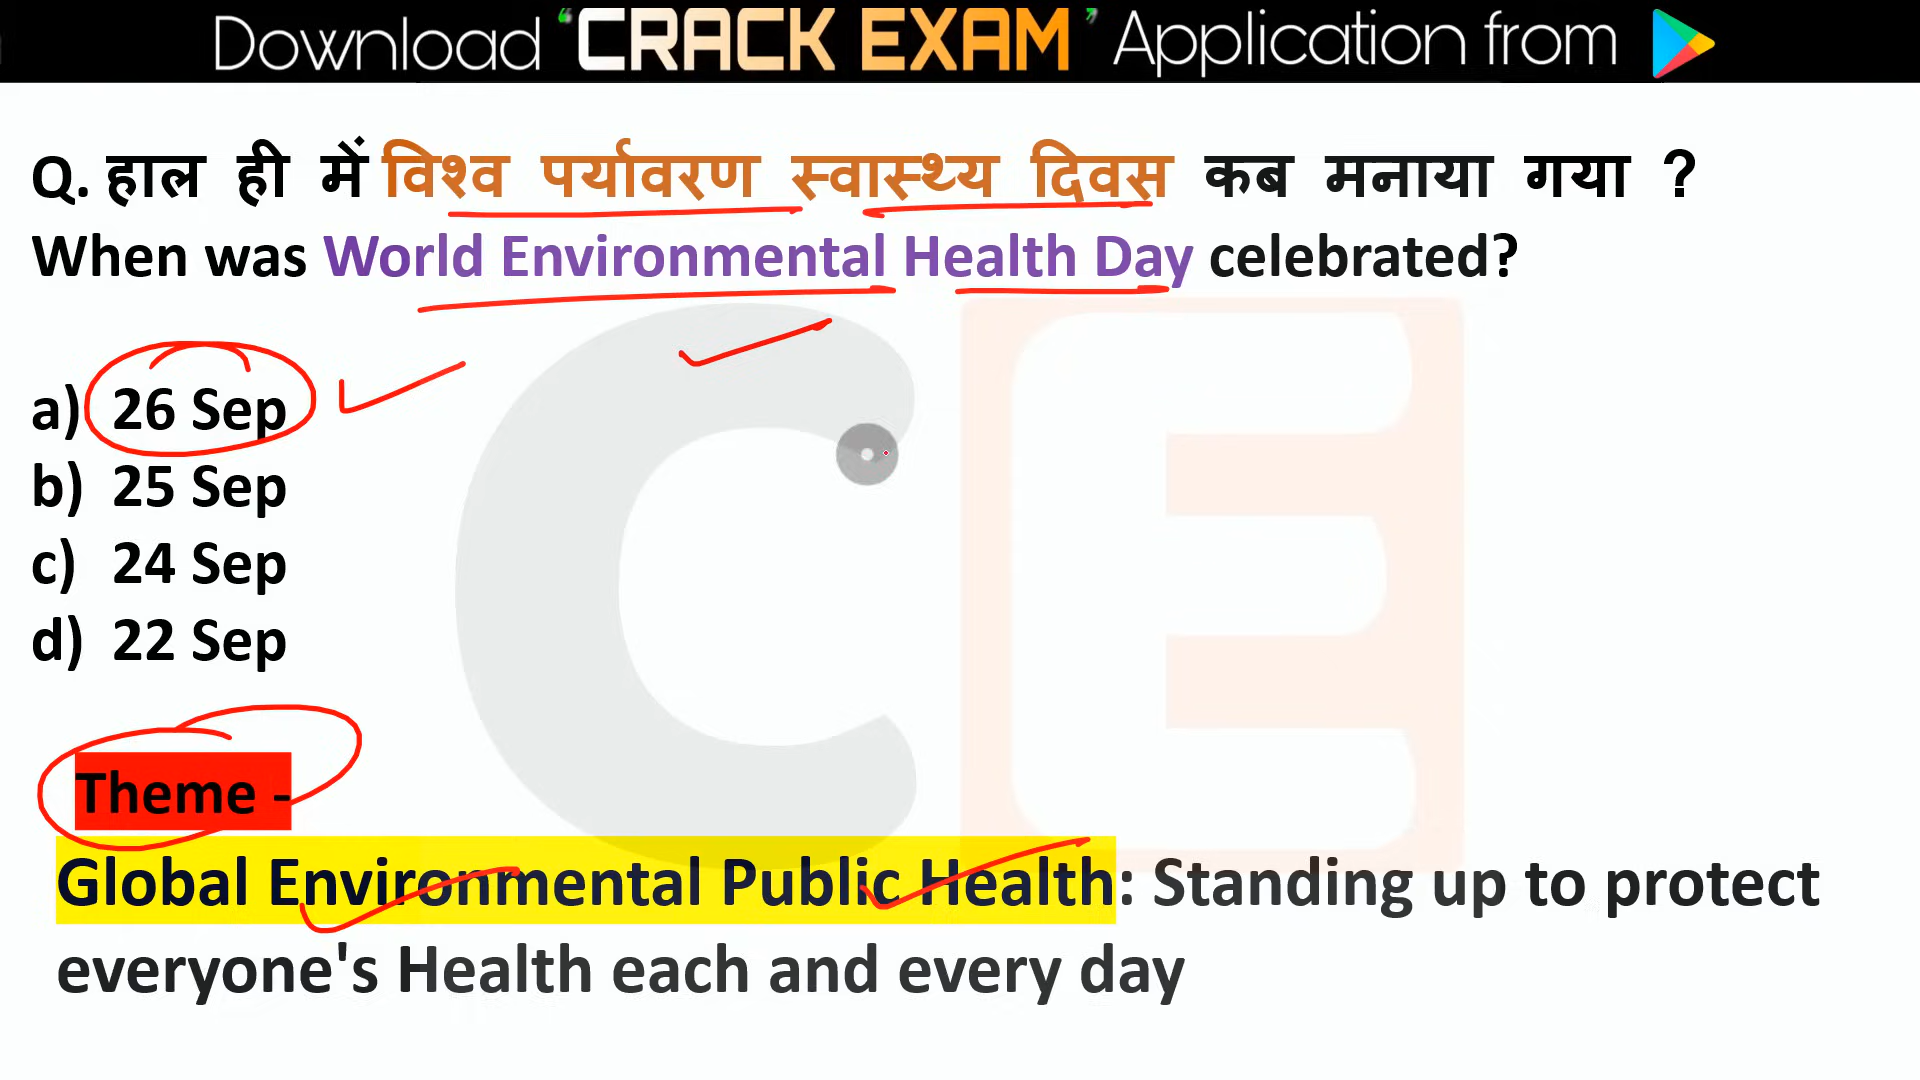 Download ‘CRACK EXAM’ Application from
Q. हाल ही में विश्व पर्यावरण स्वास्थ्य दिवस कब मनाया गया ?
When was World Environmental Health Day celebrated?
a) 26 Sep
b) 25 Sep
c) 24 Sep
d) 22 Sep
Theme -
Global Environmental Public Health: Standing up to protect
everyone's Health each and every day
CE